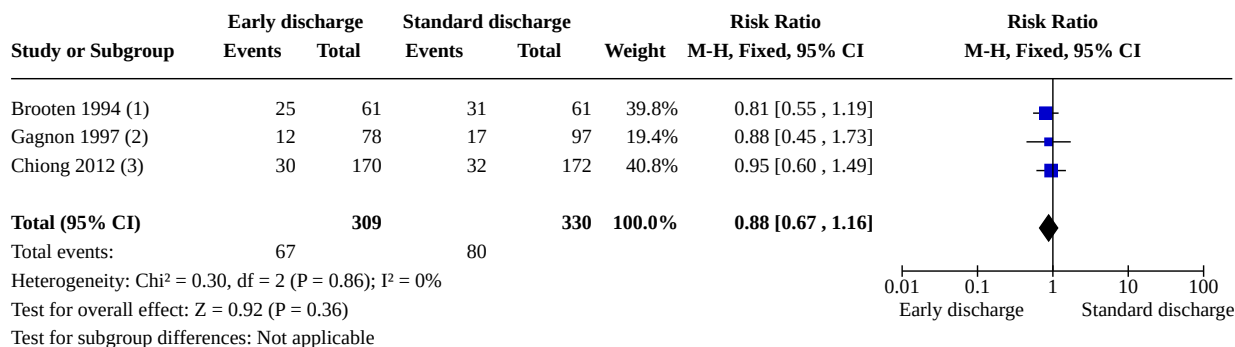 Early discharge Standard discharge Risk Ratio Risk Ratio
Study or Subgroup Events Total Events Total Weight M-H, Fixed, 95% CI M-H, Fixed, 95% CI
Brooten 1994 (1) 25 61 31 61 39.8% 0.81 [0.55 , 1.19]
Gagnon 1997 (2) 12 78 17 97 19.4% 0.88 [0.45 , 1.73]
Chiong 2012 (3) 30 170 32 172 40.8% 0.95 [0.60 , 1.49]
Total (95% CI) 309 330 100.0% 0.88 [0.67 , 1.16]
Total events: 67 80
Heterogeneity: Chi² = 0.30, df = 2 (P = 0.86); I² = 0%
0.01 0.1 1 10 100
Test for overall effect: Z = 0.92 (P = 0.36)
Early discharge Standard discharge
Test for subgroup differences: Not applicable